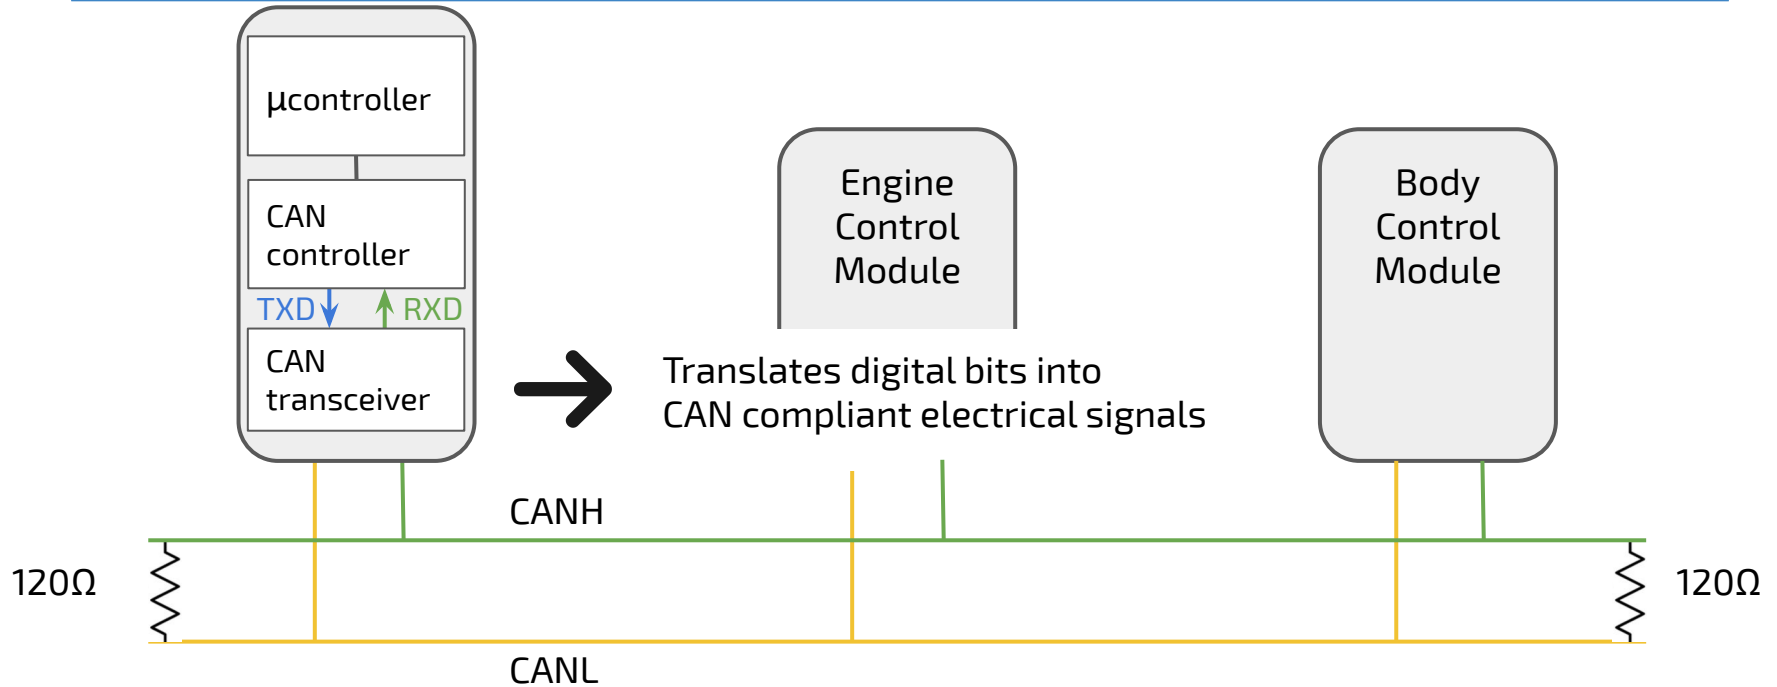 μcontroller
CAN
controller
TXD
RXD
CAN
transceiver
Engine
Control
Module
Body
Control
Module
Translates digital bits into
CAN compliant electrical signals
CANH
120Ω
120Ω
CANL